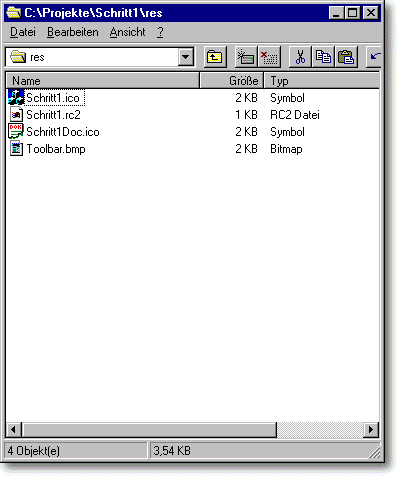 C:\Projekte\Schritt1\res
Datei Bearbeiten Ansicht ?
res
Name Größe Typ
Schritt1.ico 2 KB Symbol
Schritt1.rc2 1 KB RC2 Datei
Schritt1Doc.ico 2 KB Symbol
Toolbar.bmp 2 KB Bitmap
4 Objekt(e) 3,54 KB